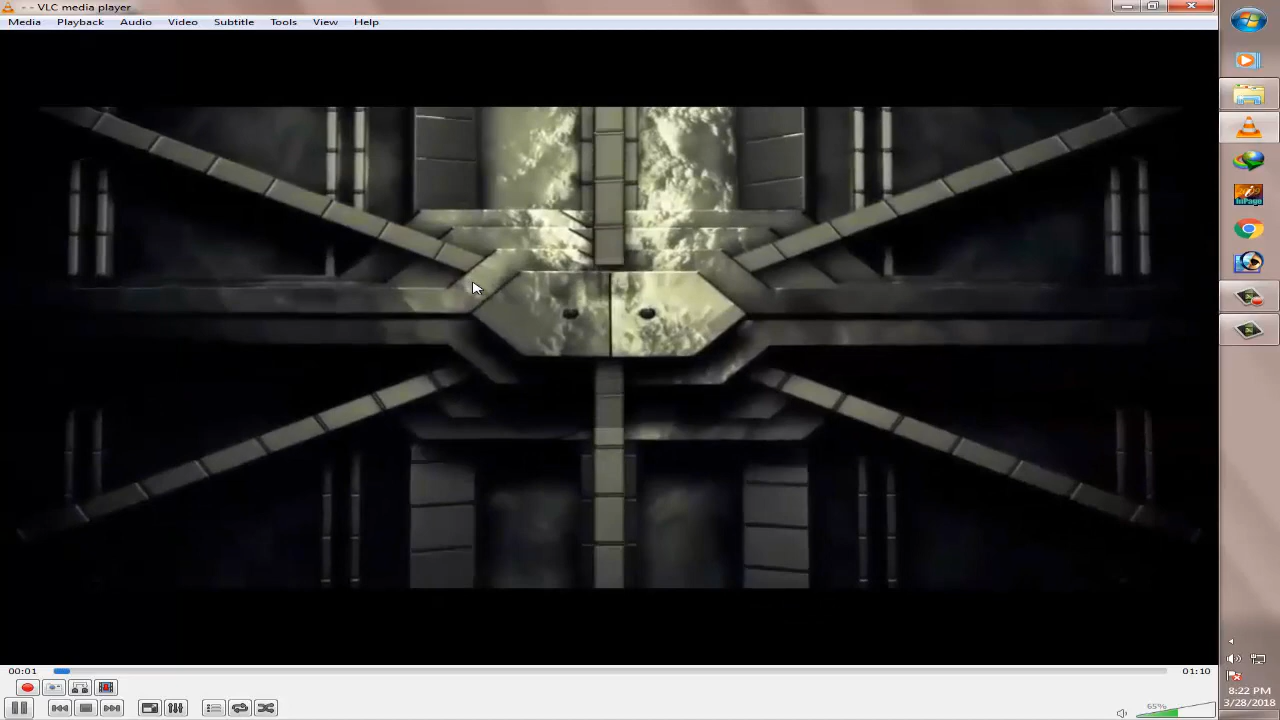 - - VLC media player
Media Playback Audio Video Subtitle Tools View Help
00:01
01:10
65%
8:22 PM
3/28/2018